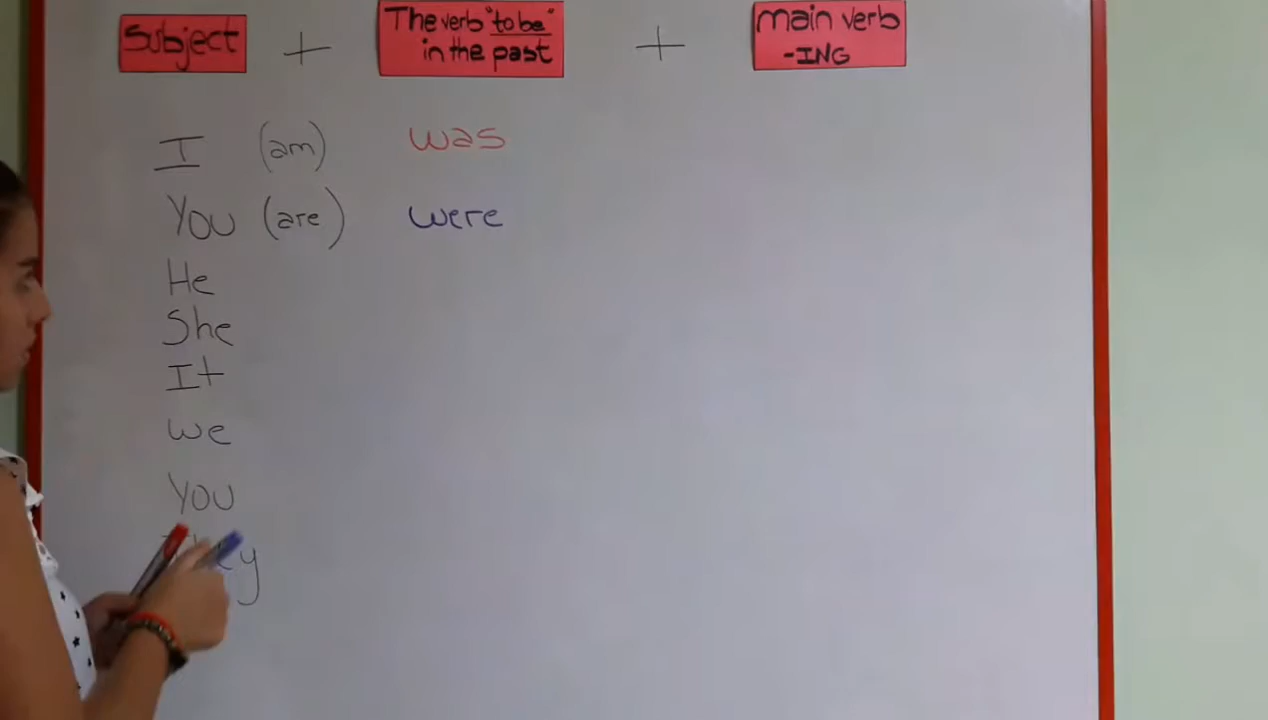 Subject + The verb "to be" + main verb
in the past -ING
I (am) was
You (are) were
He
She
It
we
You